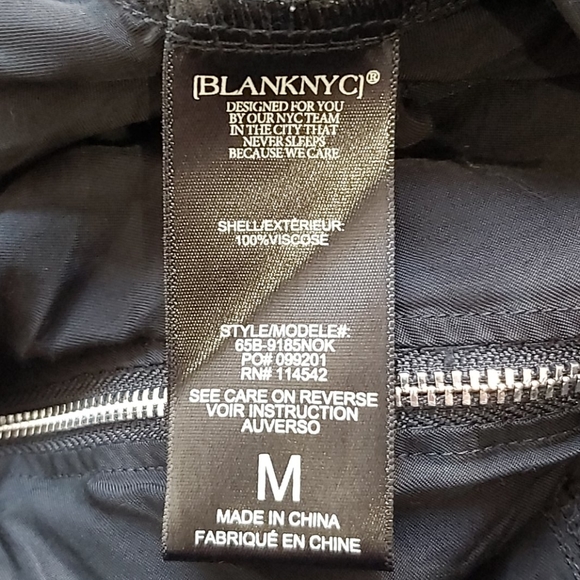 [BLANKNYC]®
DESIGNED FOR YOU
BY OUR NYC TEAM
IN THE CITY THAT
NEVER SLEEPS
BECAUSE WE CARE
SHELL/EXTÉRIEUR:
100%VISCOSE
STYLE/MODELE#:
65B-9185NOK
PO# 099201
RN# 114542
SEE CARE ON REVERSE
VOIR INSTRUCTION
AUVERSO
M
MADE IN CHINA
FABRIQUÉ EN CHINE